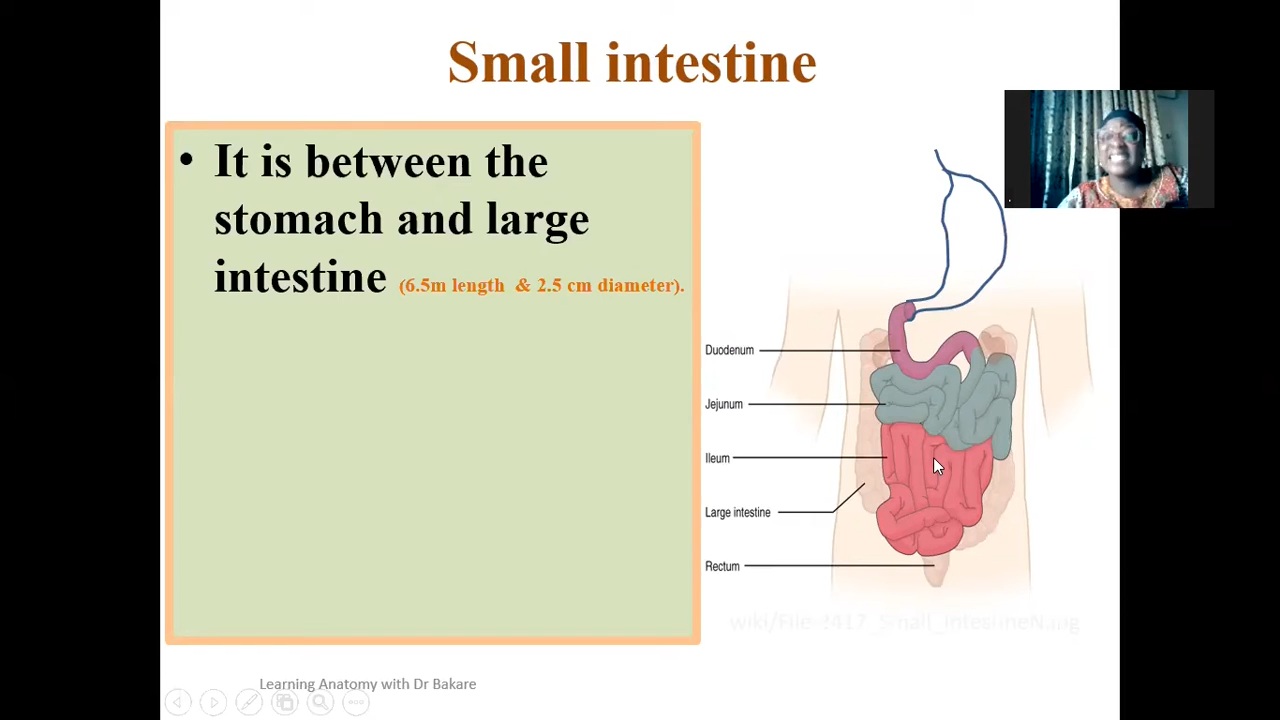 Small intestine
• It is between the
stomach and large
intestine (6.5m length & 2.5 cm diameter).
Duodenum
Jejunum
Ileum
Large intestine
Rectum
wiki/File:2417_Small_IntestineN.jpg
Learning Anatomy with Dr Bakare